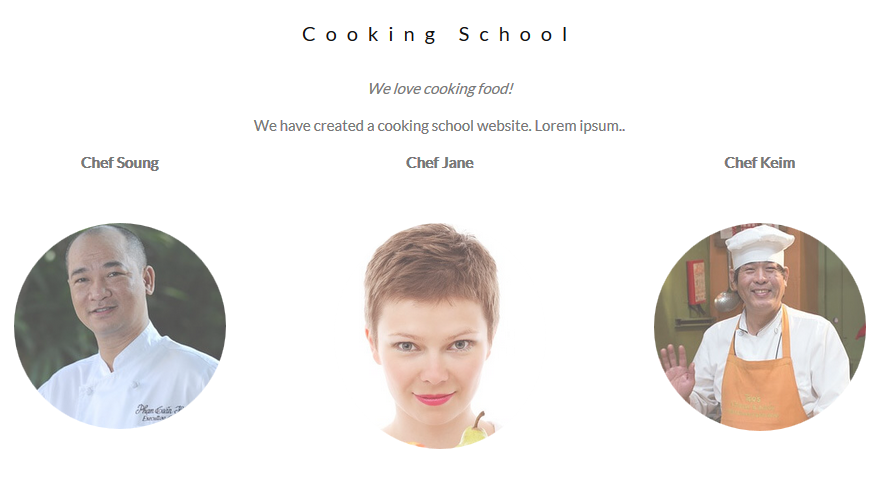 Cooking School
We love cooking food!
We have created a cooking school website. Lorem ipsum..
Chef Soung Chef Jane Chef Keim
Executive